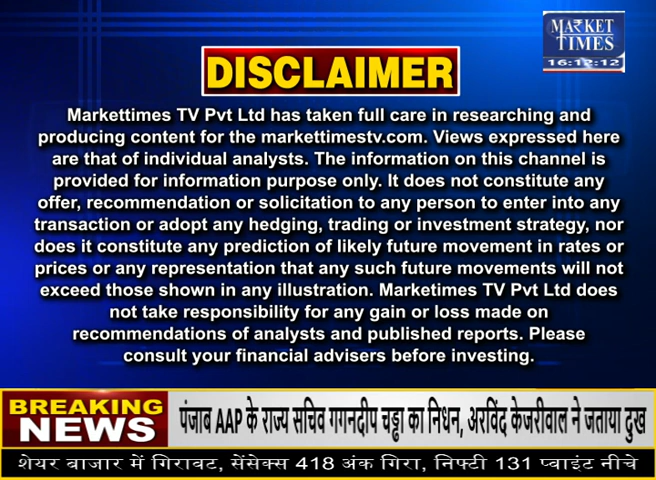 MARKET
TIMES
16:12:12
DISCLAIMER
Markettimes TV Pvt Ltd has taken full care in researching and
producing content for the markettimestv.com. Views expressed here
are that of individual analysts. The information on this channel is
provided for information purpose only. It does not constitute any
offer, recommendation or solicitation to any person to enter into any
transaction or adopt any hedging, trading or investment strategy, nor
does it constitute any prediction of likely future movement in rates or
prices or any representation that any such future movements will not
exceed those shown in any illustration. Marketimes TV Pvt Ltd does
not take responsibility for any gain or loss made on
recommendations of analysts and published reports. Please
consult your financial advisers before investing.
BREAKING
NEWS
पंजाब AAP के राज्य सचिव गगनदीप चड्ढा का निधन, अरविंद केजरीवाल ने जताया दुख
शेयर बाजार में गिरावट, सेंसेक्स 418 अंक गिरा, निफ्टी 131 प्वाइंट नीचे